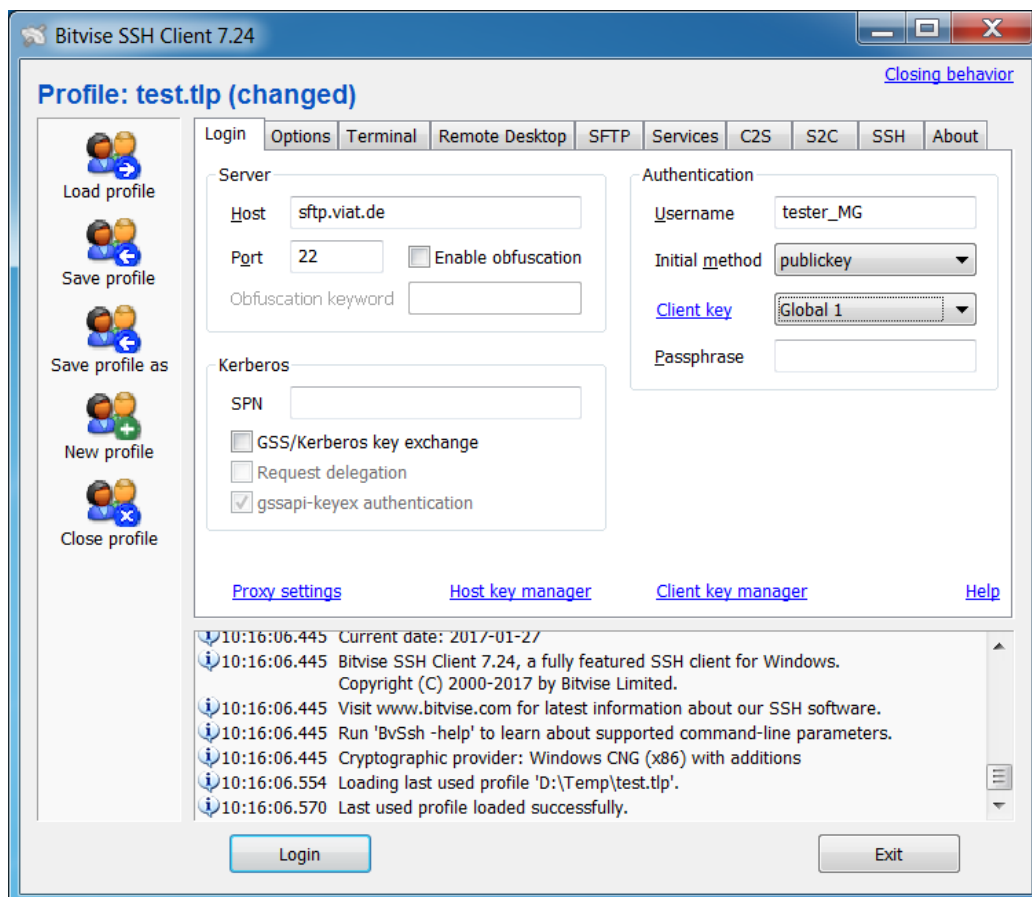 Bitvise SSH Client 7.24
Closing behavior
Profile: test.tlp (changed)
Load profile
Save profile
Save profile as
New profile
Close profile
Login Options Terminal Remote Desktop SFTP Services C2S S2C SSH About
Server
Host sftp.viat.de
Port 22 Enable obfuscation
Obfuscation keyword
Kerberos
SPN
GSS/Kerberos key exchange
Request delegation
gssapi-keyex authentication
Authentication
Username tester_MG
Initial method publickey
Client key Global 1
Passphrase
Proxy settings Host key manager Client key manager Help
10:16:06.445 Current date: 2017-01-27
10:16:06.445 Bitvise SSH Client 7.24, a fully featured SSH client for Windows.
Copyright (C) 2000-2017 by Bitvise Limited.
10:16:06.445 Visit www.bitvise.com for latest information about our SSH software.
10:16:06.445 Run 'BvSsh -help' to learn about supported command-line parameters.
10:16:06.445 Cryptographic provider: Windows CNG (x86) with additions
10:16:06.554 Loading last used profile 'D:\Temp\test.tlp'.
10:16:06.570 Last used profile loaded successfully.
Login Exit